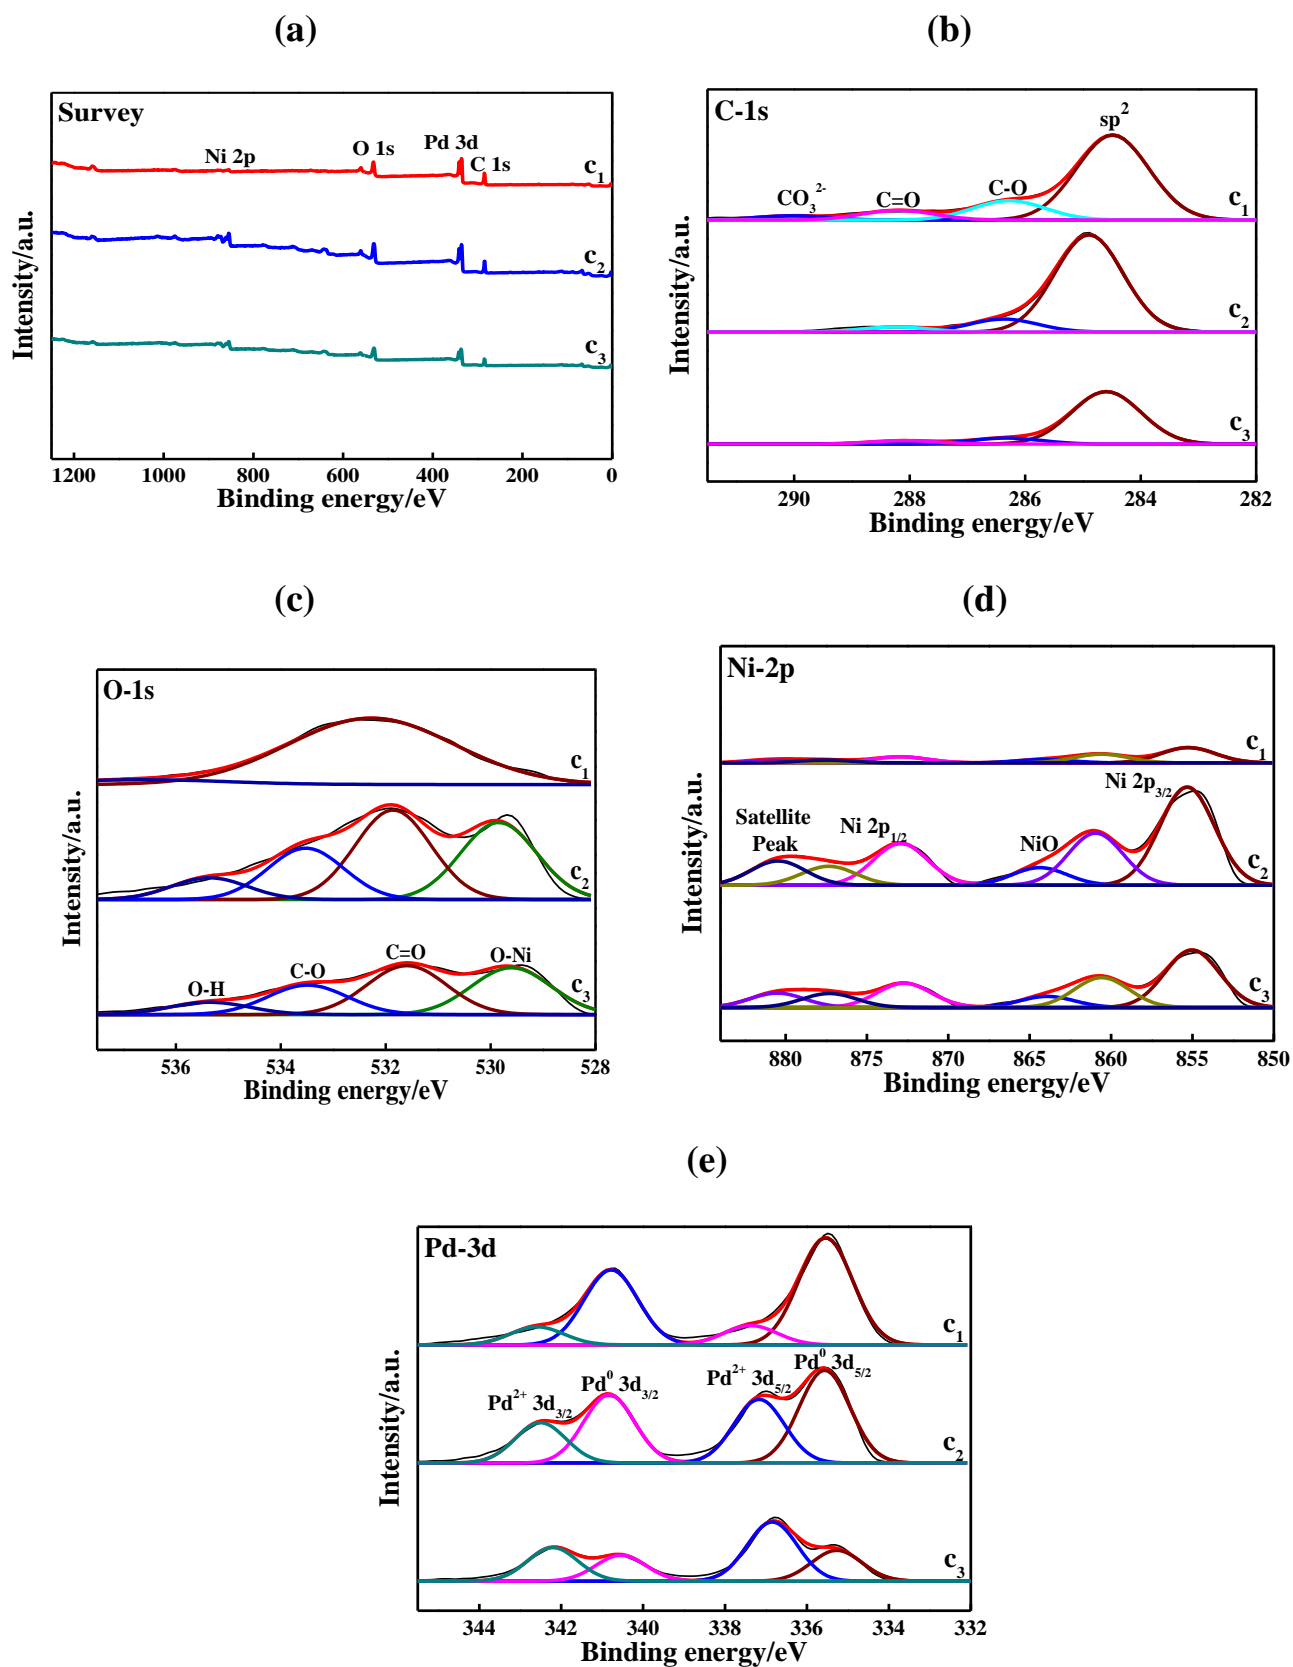 (a)
Survey
Ni 2p
O 1s
Pd 3d
C 1s
c1
c2
c3
Intensity/a.u.
1200 1000 800 600 400 200 0
Binding energy/eV
(b)
C-1s
sp2
CO3 2-
C=O
C-O
c1
c2
c3
Intensity/a.u.
290 288 286 284 282
Binding energy/eV
(c)
O-1s
c1
c2
O-H
C-O
C=O
O-Ni
c3
Intensity/a.u.
536 534 532 530 528
Binding energy/eV
(d)
Ni-2p
c1
Satellite
Peak
Ni 2p1/2
NiO
Ni 2p3/2
c2
c3
Intensity/a.u.
880 875 870 865 860 855 850
Binding energy/eV
(e)
Pd-3d
c1
Pd2+ 3d3/2
Pd0 3d3/2
Pd2+ 3d5/2
Pd0 3d5/2
c2
c3
Intensity/a.u.
344 342 340 338 336 334 332
Binding energy/eV